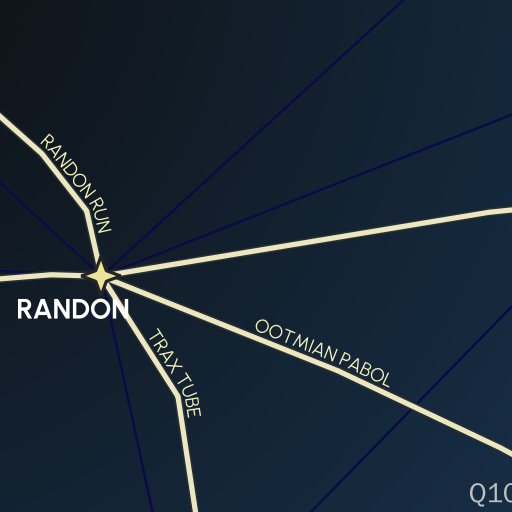 RANDON RUN
RANDON
OOTMIAN PABOL
TRAX TUBE
Q10